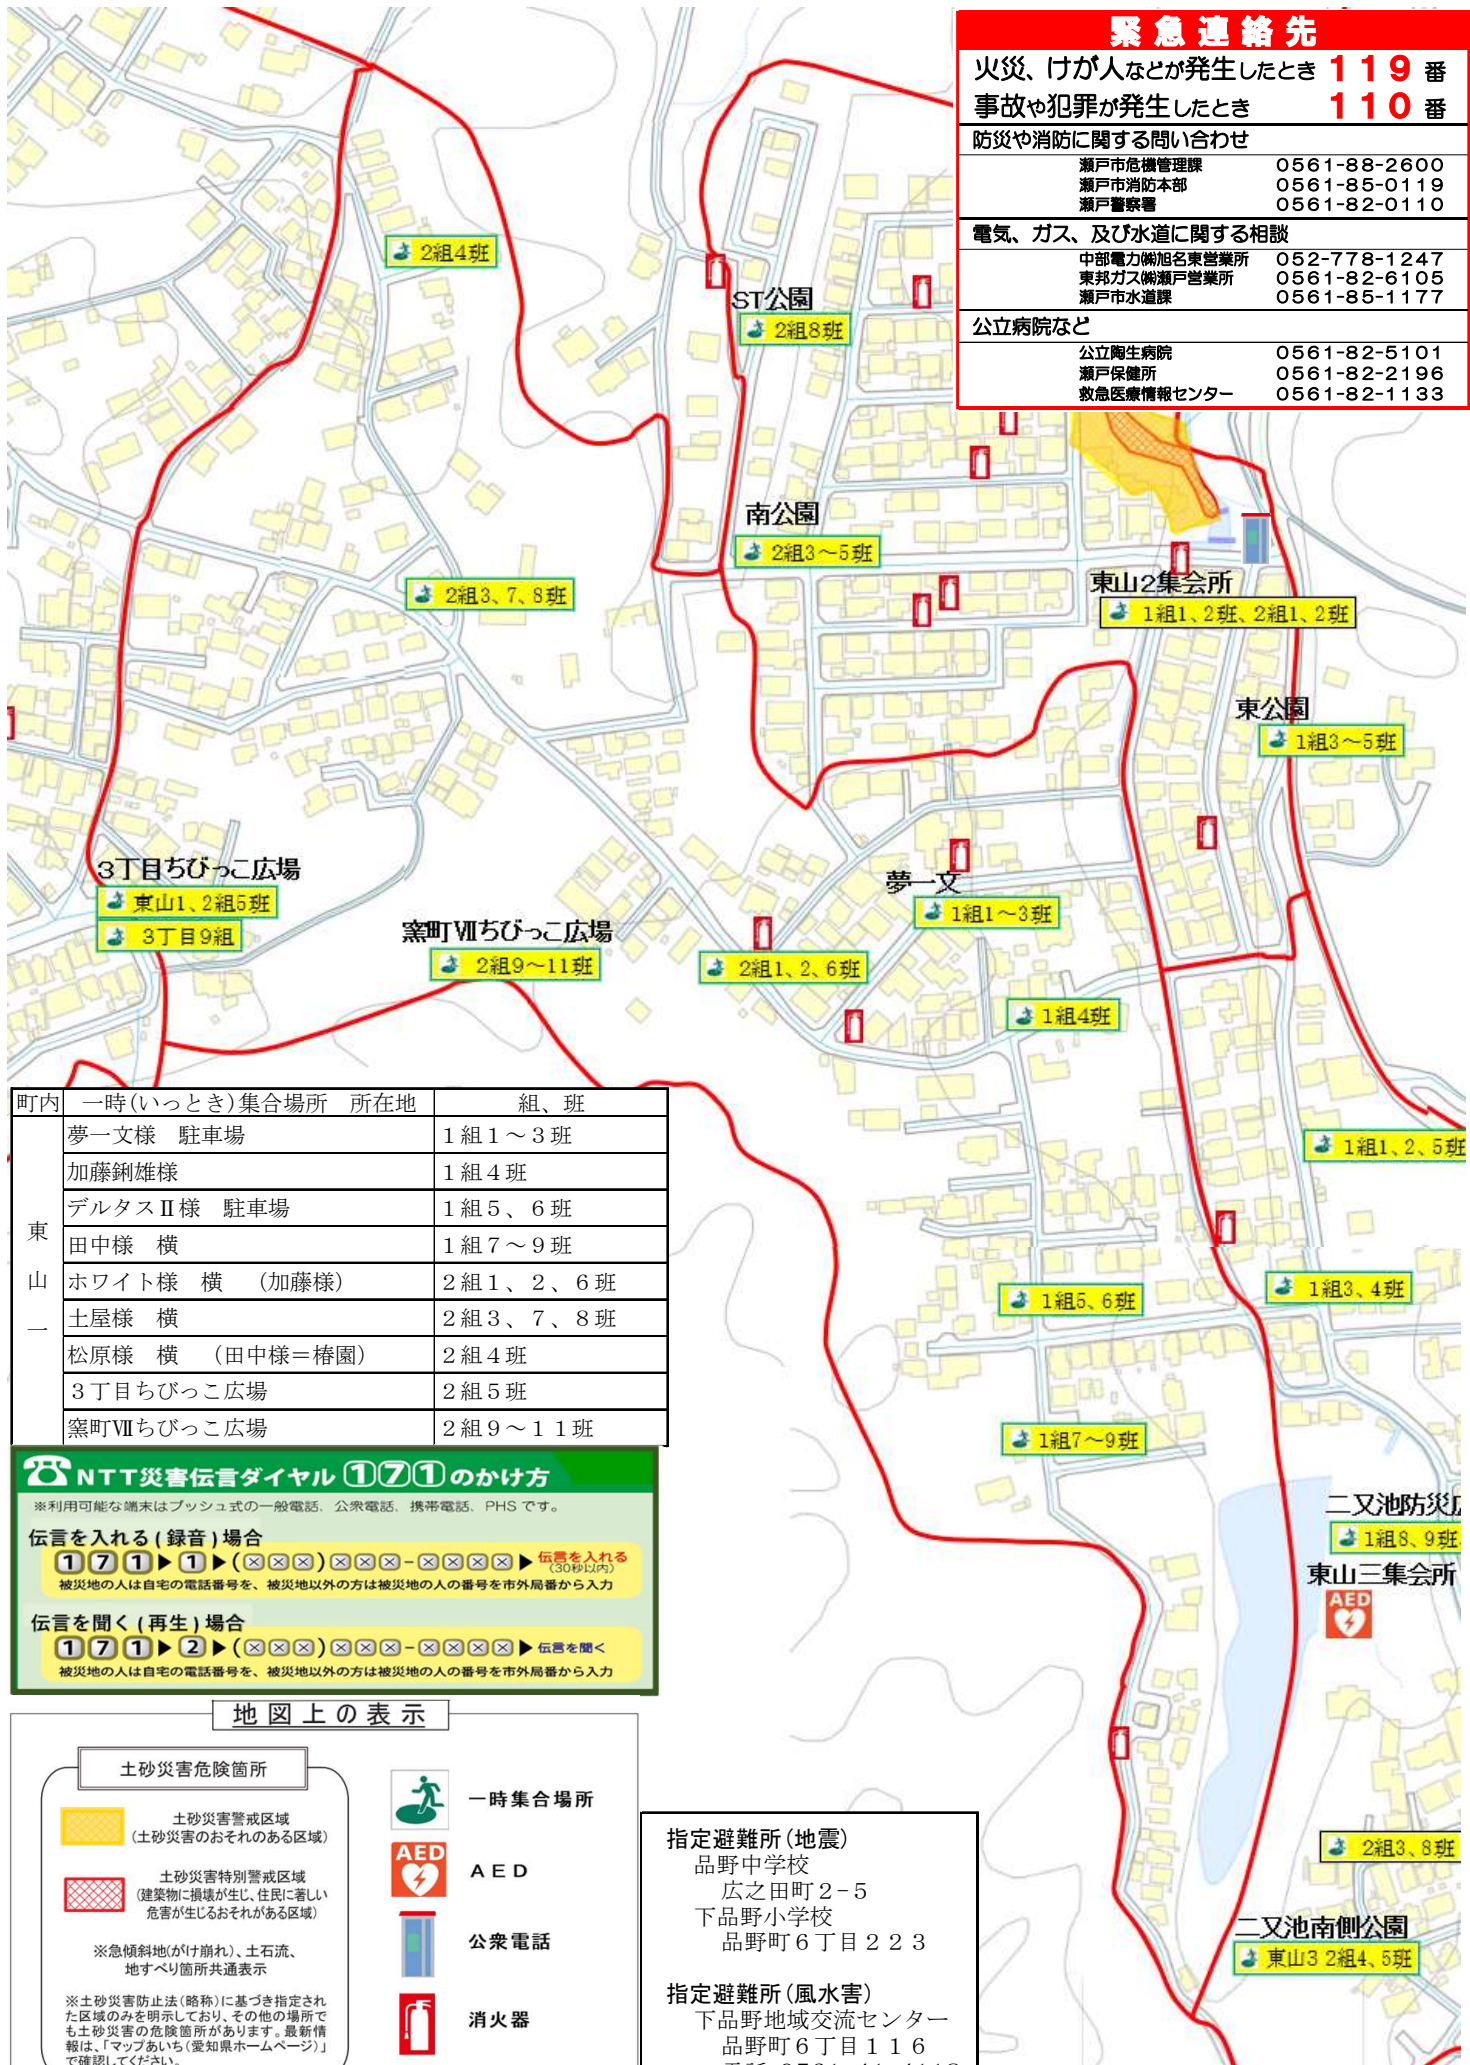 緊急連絡先
火災、けが人などが発生したとき 119 番
事故や犯罪が発生したとき 110 番
防災や消防に関する問い合わせ
瀬戸市危機管理課 0561-88-2600
瀬戸市消防本部 0561-85-0119
瀬戸警察署 0561-82-0110
電気、ガス、及び水道に関する相談
中部電力㈱旭名東営業所 052-778-1247
東邦ガス㈱瀬戸営業所 0561-82-6105
瀬戸市水道課 0561-85-1177
公立病院など
公立陶生病院 0561-82-5101
瀬戸保健所 0561-82-2196
救急医療情報センター 0561-82-1133
2組4班
ST公園
2組8班
南公園
2組3～5班
東山2集会所
1組1、2班、2組1、2班
2組3、7、8班
東公園
1組3～5班
3丁目ちびっこ広場
東山1、2組5班
3丁目9組
窯町Ⅶちびっこ広場
2組9～11班
夢一文
1組1～3班
2組1、2、6班
1組4班
1組1、2、5班
1組3、4班
1組5、6班
1組7～9班
二又池防災
1組8、9班
東山三集会所
AED
2組3、8班
二又池南側公園
東山3 2組4、5班
町内 一時(いっとき)集合場所 所在地 組、班
東山一
夢一文様 駐車場 1組1～3班
加藤鉚雄様 1組4班
デルタスⅡ様 駐車場 1組5、6班
田中様 横 1組7～9班
ホワイト様 横 (加藤様) 2組1、2、6班
土屋様 横 2組3、7、8班
松原様 横 (田中様＝椿園) 2組4班
3丁目ちびっこ広場 2組5班
窯町Ⅶちびっこ広場 2組9～11班
NTT災害伝言ダイヤル 171 のかけ方
※利用可能な端末はプッシュ式の一般電話、公衆電話、携帯電話、PHS です。
伝言を入れる(録音)場合
171▶1▶(×××)×××-××××▶伝言を入れる
(30秒以内)
被災地の人は自宅の電話番号を、被災地以外の方は被災地の人の番号を市外局番から入力
伝言を聞く(再生)場合
171▶2▶(×××)×××-××××▶伝言を聞く
被災地の人は自宅の電話番号を、被災地以外の方は被災地の人の番号を市外局番から入力
地図上の表示
土砂災害危険箇所
土砂災害警戒区域
(土砂災害のおそれのある区域)
土砂災害特別警戒区域
(建築物に損壊が生じ、住民に著しい
危害が生じるおそれがある区域)
※急傾斜地(がけ崩れ)、土石流、
地すべり箇所共通表示
※土砂災害防止法(略称)に基づき指定され
た区域のみを明示しており、その他の場所で
も土砂災害の危険箇所があります。最新情
報は、「マップあいち(愛知県ホームページ)」
で確認してください。
一時集合場所
AED
AED
公衆電話
消火器
指定避難所(地震)
品野中学校
広之田町2-5
下品野小学校
品野町6丁目223
指定避難所(風水害)
下品野地域交流センター
品野町6丁目116